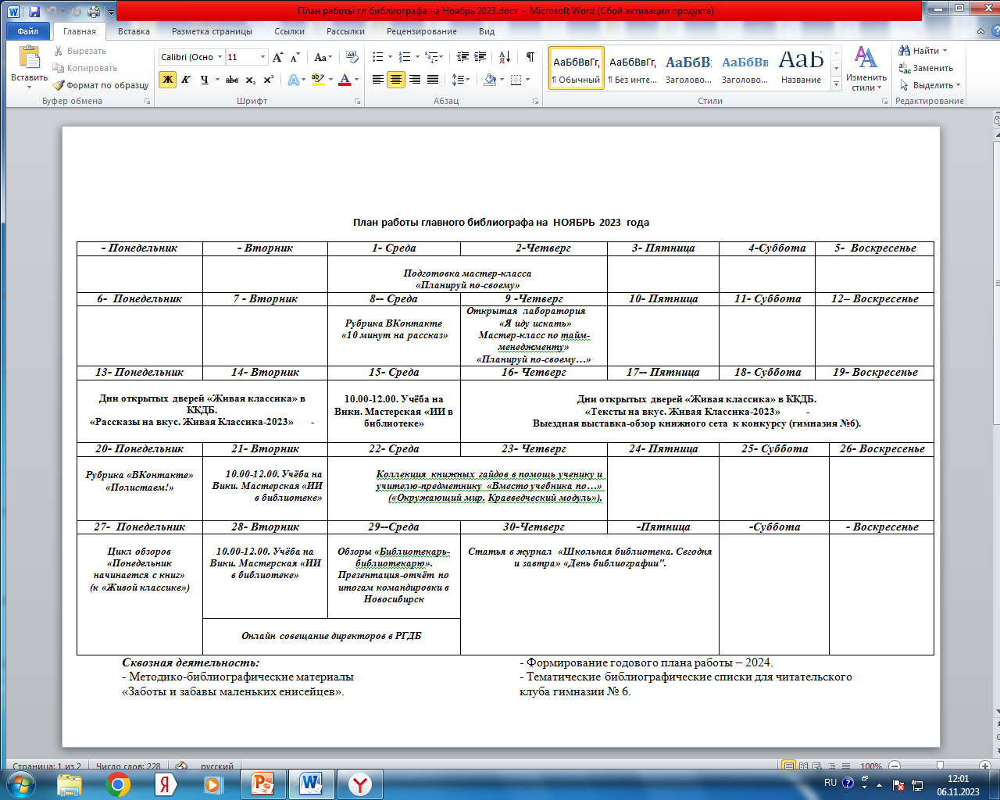 План работы гл библиографа на Ноябрь 2023.docx - Microsoft Word (Сбой активации продукта)
Файл Главная Вставка Разметка страницы Ссылки Рассылки Рецензирование Вид
Вставить
Вырезать
Копировать
Формат по образцу
Буфер обмена
Calibri (Осно 11
Шрифт
Абзац
АаБбВвГг, АаБбВвГг, АаБбВ АаБбВв АаБ
¶ Обычный ¶ Без инте... Заголово... Заголово... Название
Стили
Изменить стили
Найти
Заменить
Выделить
Редактирование
План работы главного библиографа на НОЯБРЬ 2023 года
- Понедельник - Вторник 1- Среда 2-Четверг 3- Пятница 4-Суббота 5- Воскресенье
Подготовка мастер-класса
«Планируй по-своему»
6- Понедельник 7 - Вторник 8-- Среда 9 -Четверг 10- Пятница 11- Суббота 12– Воскресенье
Рубрика ВКонтакте
«10 минут на рассказ»
Открытая лаборатория
«Я иду искать»
Мастер-класс по тайм-
менеджменту»
«Планируй по-своему…»
13- Понедельник 14- Вторник 15- Среда 16- Четверг 17-- Пятница 18- Суббота 19- Воскресенье
Дни открытых дверей «Живая классика» в
ККДБ.
«Рассказы на вкус. Живая Классика-2023» -
10.00-12.00. Учёба на
Вики. Мастерская «ИИ в
библиотеке»
Дни открытых дверей «Живая классика» в ККДБ.
«Тексты на вкус. Живая Классика-2023» -
Выездная выставка-обзор книжного сета к конкурсу (гимназия №6).
20- Понедельник 21- Вторник 22- Среда 23- Четверг 24- Пятница 25- Суббота 26- Воскресенье
Рубрика «ВКонтакте»
«Полистаем!»
10.00-12.00. Учёба на
Вики. Мастерская «ИИ
в библиотеке»
Коллекция книжных гайдов в помощь ученику и
учителю-предметнику «Вместо учебника по…»
(«Окружающий мир. Краеведческий модуль»).
27- Понедельник 28- Вторник 29--Среда 30-Четверг -Пятница -Суббота - Воскресенье
Цикл обзоров
«Понедельник
начинается с книг»
(к «Живой классике»)
10.00-12.00. Учёба на
Вики. Мастерская «ИИ
в библиотеке»
Обзоры «Библиотекарь-
библиотекарю».
Презентация-отчёт по
итогам командировки в
Новосибирск
Статья в журнал «Школьная библиотека. Сегодня
и завтра» «День библиографии".
Онлайн совещание директоров в РГДБ
Сквозная деятельность:
- Методико-библиографические материалы
«Заботы и забавы маленьких енисейцев».
- Формирование годового плана работы – 2024.
- Тематические библиографические списки для читательского
клуба гимназии № 6.
Страница: 1 из 2 Число слов: 228 русский 100%
RU 12:01
06.11.2023